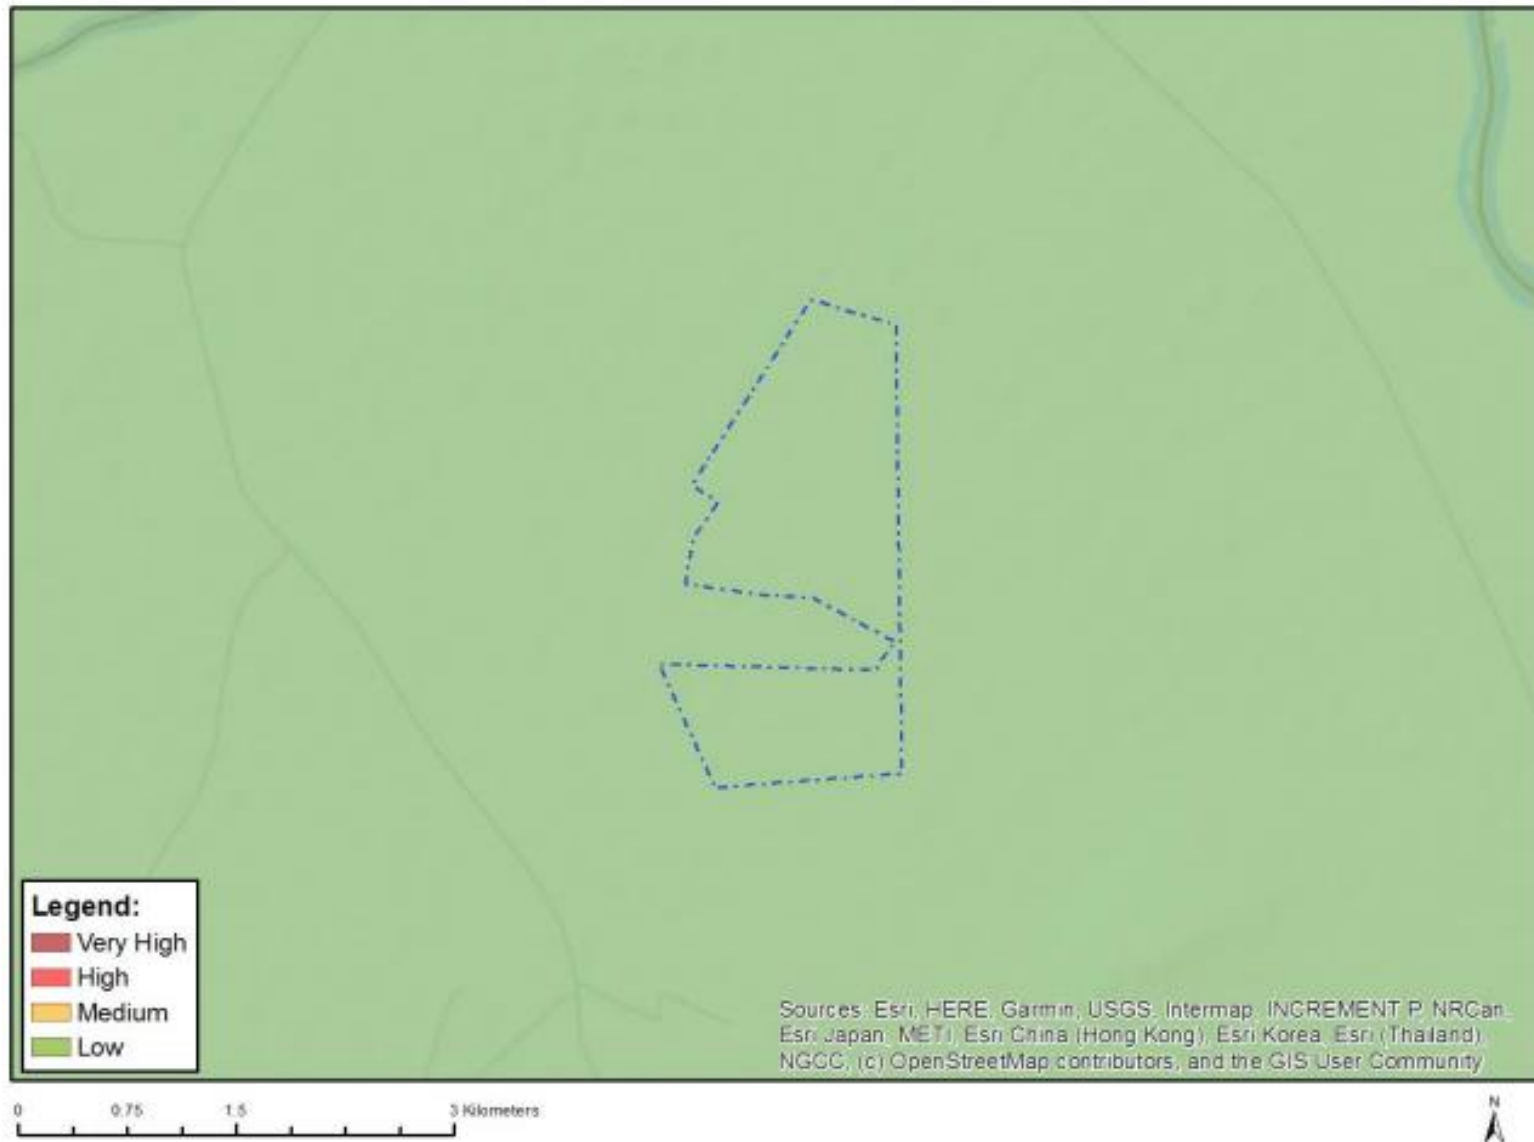 Legend:
Very High
High
Medium
Low
Sources: Esri, HERE, Garmin, USGS, Intermap, INCREMENT P, NRCan,
Esri Japan, METI, Esri China (Hong Kong), Esri Korea, Esri (Thailand),
NGCC, (c) OpenStreetMap contributors, and the GIS User Community
0 0.75 1.5 3 Kilometers
N